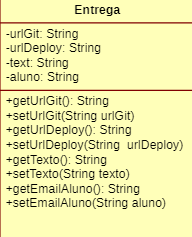 Entrega
-urlGit: String
-urlDeploy: String
-text: String
-aluno: String
+getUrlGit(): String
+setUrlGit(String urlGit)
+getUrlDeploy(): String
+setUrlDeploy(String urlDeploy)
+getTexto(): String
+setTexto(String texto)
+getEmailAluno(): String
+setEmailAluno(String aluno)